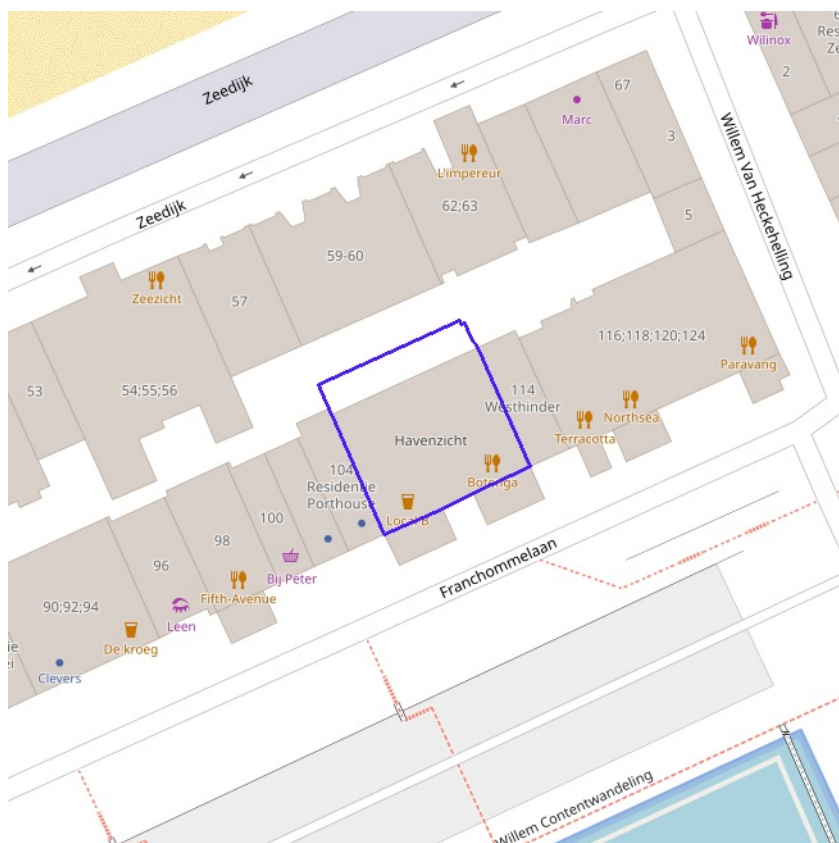 Wilinox
2
Zeedijk
67
Marc
3
L'impereur
62;63
5
Willem Van Heckehelling
Zeedijk
59-60
Zeezicht
57
116;118;120;124
Paravang
53
54;55;56
114
Westhinder
Northsea
Terracotta
Havenzicht
Botenga
104
Residentie
Porthouse
Local B
100
98
Bij Peter
96
Fifth-Avenue
90;92;94
Leen
De kroeg
Clevers
Franchommelaan
Willem Contentwandeling